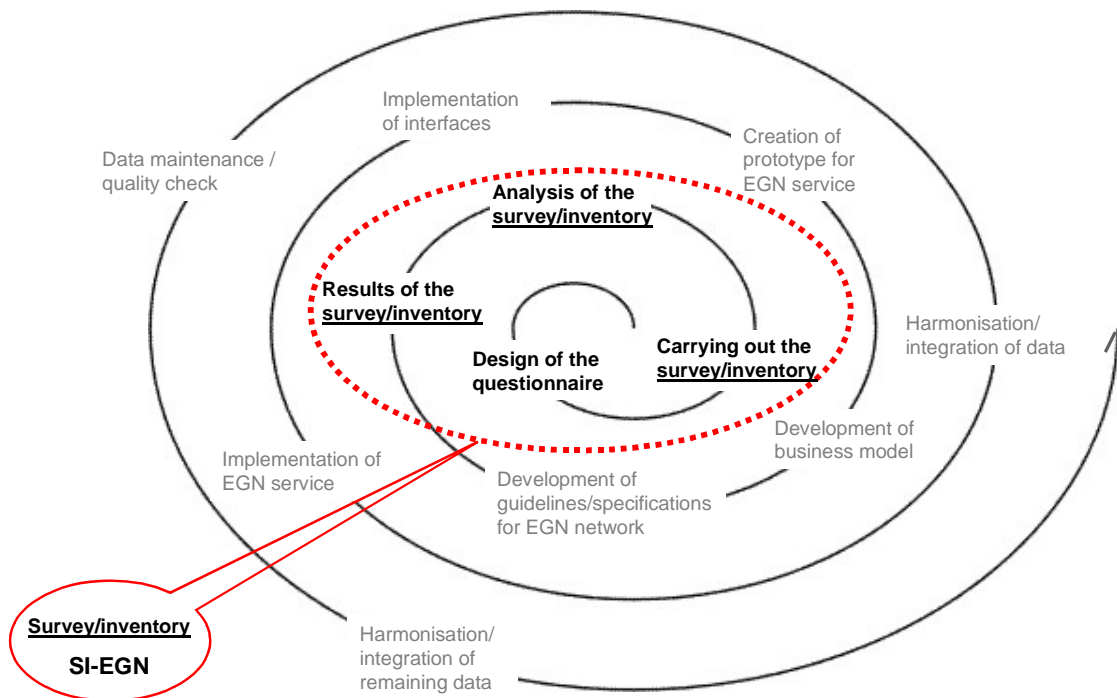 Implementation
of interfaces
Creation of
prototype for
EGN service
Data maintenance /
quality check
Analysis of the
survey/inventory
Results of the
survey/inventory
Harmonisation/
integration of data
Design of the
questionnaire
Carrying out the
survey/inventory
Development of
business model
Implementation of
EGN service
Development of
guidelines/specifications
for EGN network
Survey/inventory
SI-EGN
Harmonisation/
integration of
remaining data